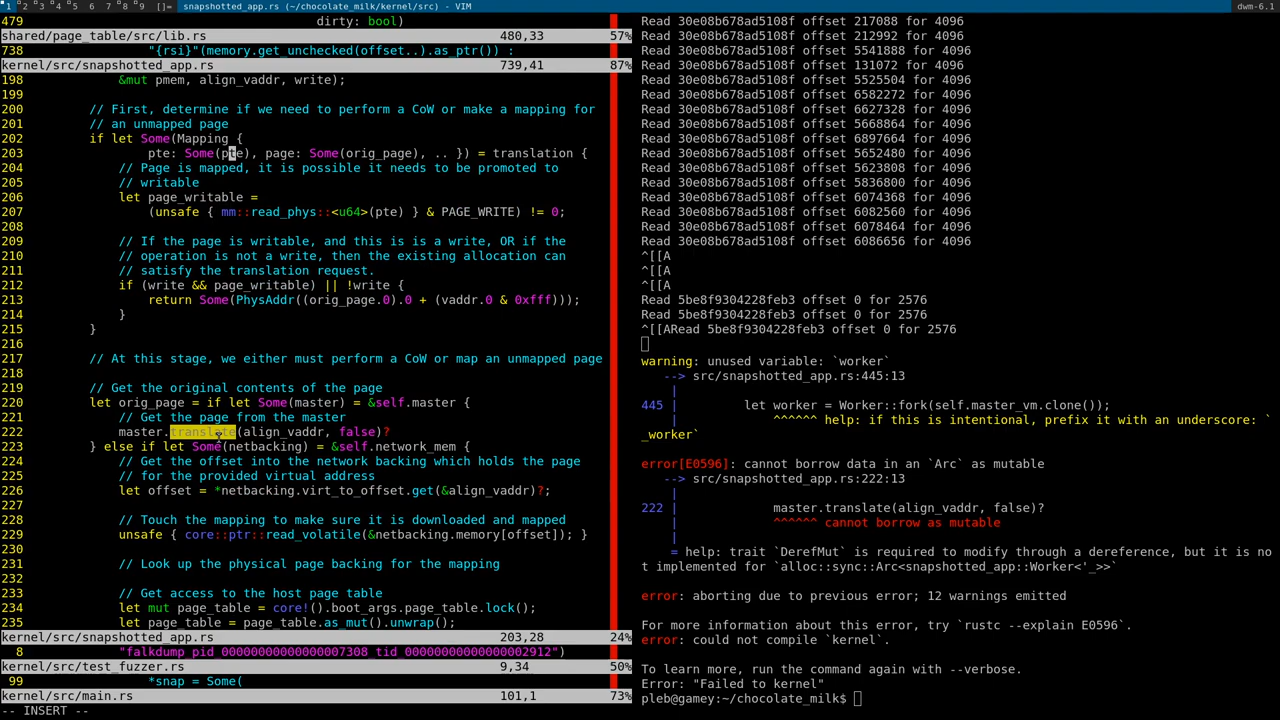 1 2 3 4 5 6 7 8 9 []= snapshotted_app.rs (~/chocolate_milk/kernel/src) - VIM dwm-6.1
479 dirty: bool)
shared/page_table/src/lib.rs 480,33 57%
738 "{rsi}"(memory.get_unchecked(offset..).as_ptr()) :
kernel/src/snapshotted_app.rs 739,41 87%
198 &mut pmem, align_vaddr, write);
199
200 // First, determine if we need to perform a CoW or make a mapping for
201 // an unmapped page
202 if let Some(Mapping {
203 pte: Some(pte), page: Some(orig_page), .. }) = translation {
204 // Page is mapped, it is possible it needs to be promoted to
205 // writable
206 let page_writable =
207 (unsafe { mm::read_phys::<u64>(pte) } & PAGE_WRITE) != 0;
208
209 // If the page is writable, and this is is a write, OR if the
210 // operation is not a write, then the existing allocation can
211 // satisfy the translation request.
212 if (write && page_writable) || !write {
213 return Some(PhysAddr((orig_page.0).0 + (vaddr.0 & 0xfff)));
214 }
215 }
216
217 // At this stage, we either must perform a CoW or map an unmapped page
218
219 // Get the original contents of the page
220 let orig_page = if let Some(master) = &self.master {
221 // Get the page from the master
222 master.translate(align_vaddr, false)?
223 } else if let Some(netbacking) = &self.network_mem {
224 // Get the offset into the network backing which holds the page
225 // for the provided virtual address
226 let offset = *netbacking.virt_to_offset.get(&align_vaddr)?;
227
228 // Touch the mapping to make sure it is downloaded and mapped
229 unsafe { core::ptr::read_volatile(&netbacking.memory[offset]); }
230
231 // Look up the physical page backing for the mapping
232
233 // Get access to the host page table
234 let mut page_table = core!().boot_args.page_table.lock();
235 let page_table = page_table.as_mut().unwrap();
kernel/src/snapshotted_app.rs 203,28 24%
8 "falkdump_pid_00000000000000007308_tid_00000000000000002912")
kernel/src/test_fuzzer.rs 9,34 50%
99 *snap = Some(
kernel/src/main.rs 101,1 73%
-- INSERT --
Read 30e08b678ad5108f offset 217088 for 4096
Read 30e08b678ad5108f offset 212992 for 4096
Read 30e08b678ad5108f offset 5541888 for 4096
Read 30e08b678ad5108f offset 131072 for 4096
Read 30e08b678ad5108f offset 5525504 for 4096
Read 30e08b678ad5108f offset 6582272 for 4096
Read 30e08b678ad5108f offset 6627328 for 4096
Read 30e08b678ad5108f offset 5668864 for 4096
Read 30e08b678ad5108f offset 6897664 for 4096
Read 30e08b678ad5108f offset 5652480 for 4096
Read 30e08b678ad5108f offset 5623808 for 4096
Read 30e08b678ad5108f offset 5836800 for 4096
Read 30e08b678ad5108f offset 6074368 for 4096
Read 30e08b678ad5108f offset 6082560 for 4096
Read 30e08b678ad5108f offset 6078464 for 4096
Read 30e08b678ad5108f offset 6086656 for 4096
^[[A
^[[A
^[[A
Read 5be8f9304228feb3 offset 0 for 2576
Read 5be8f9304228feb3 offset 0 for 2576
^[[ARead 5be8f9304228feb3 offset 0 for 2576
warning: unused variable: `worker`
--> src/snapshotted_app.rs:445:13
|
445 | let worker = Worker::fork(self.master_vm.clone());
| ^^^^^^ help: if this is intentional, prefix it with an underscore: `
_worker`
error[E0596]: cannot borrow data in an `Arc` as mutable
--> src/snapshotted_app.rs:222:13
|
222 | master.translate(align_vaddr, false)?
| ^^^^^^ cannot borrow as mutable
|
= help: trait `DerefMut` is required to modify through a dereference, but it is no
t implemented for `alloc::sync::Arc<snapshotted_app::Worker<'_>>`
error: aborting due to previous error; 12 warnings emitted
For more information about this error, try `rustc --explain E0596`.
error: could not compile `kernel`.
To learn more, run the command again with --verbose.
Error: "Failed to kernel"
pleb@gamey:~/chocolate_milk$